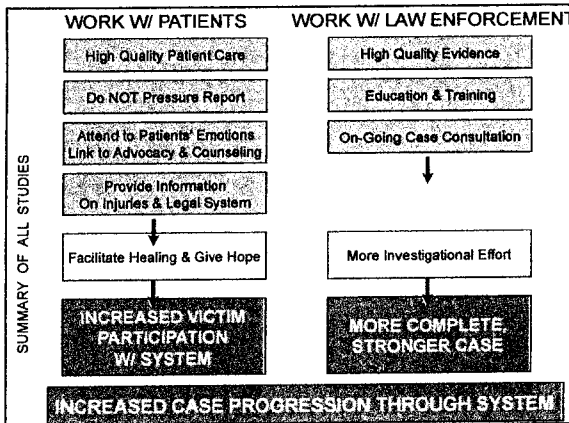 WORK W/ PATIENTS
High Quality Patient Care
Do NOT Pressure Report
Attend to Patients' Emotions
Link to Advocacy & Counseling
Provide Information
On Injuries & Legal System
Facilitate Healing & Give Hope
INCREASED VICTIM
PARTICIPATION
W/ SYSTEM
WORK W/ LAW ENFORCEMENT
High Quality Evidence
Education & Training
On-Going Case Consultation
More Investigational Effort
MORE COMPLETE,
STRONGER CASE
INCREASED CASE PROGRESSION THROUGH SYSTEM
SUMMARY OF ALL STUDIES